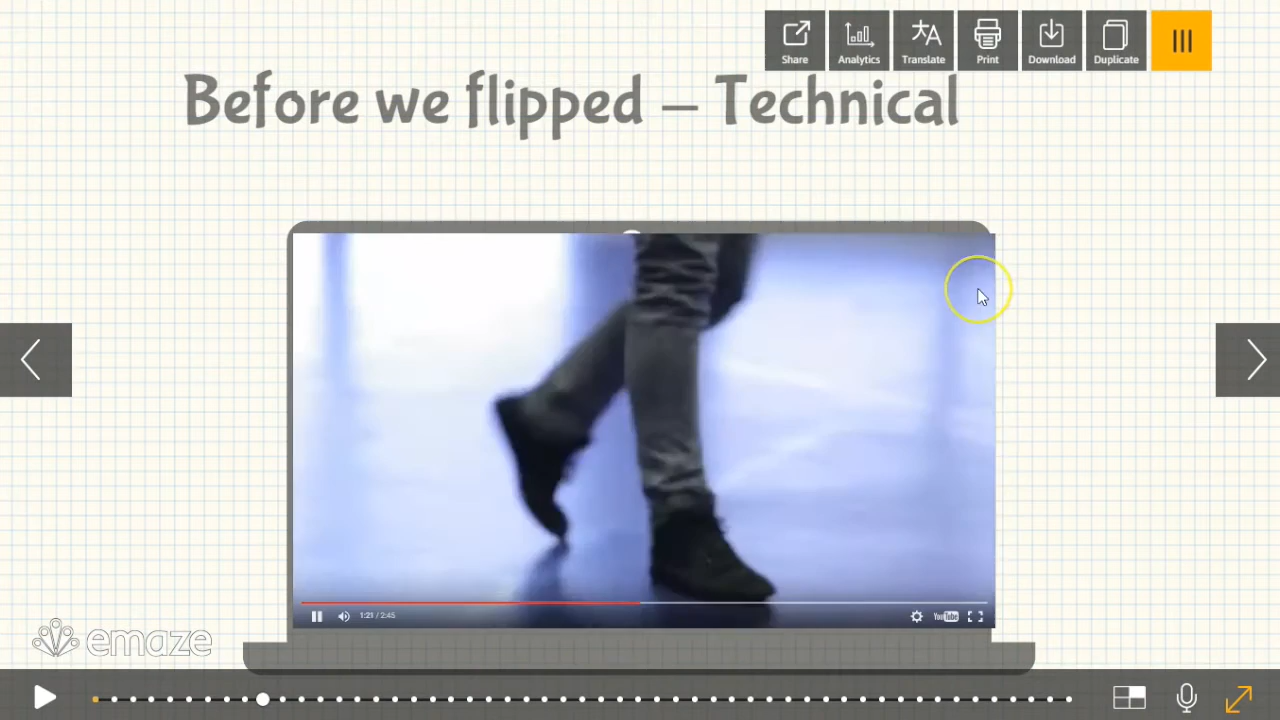 Share
Analytics
Translate
Print
Download
Duplicate
Before we flipped – Technical
1:21 / 2:45
YouTube
emaze